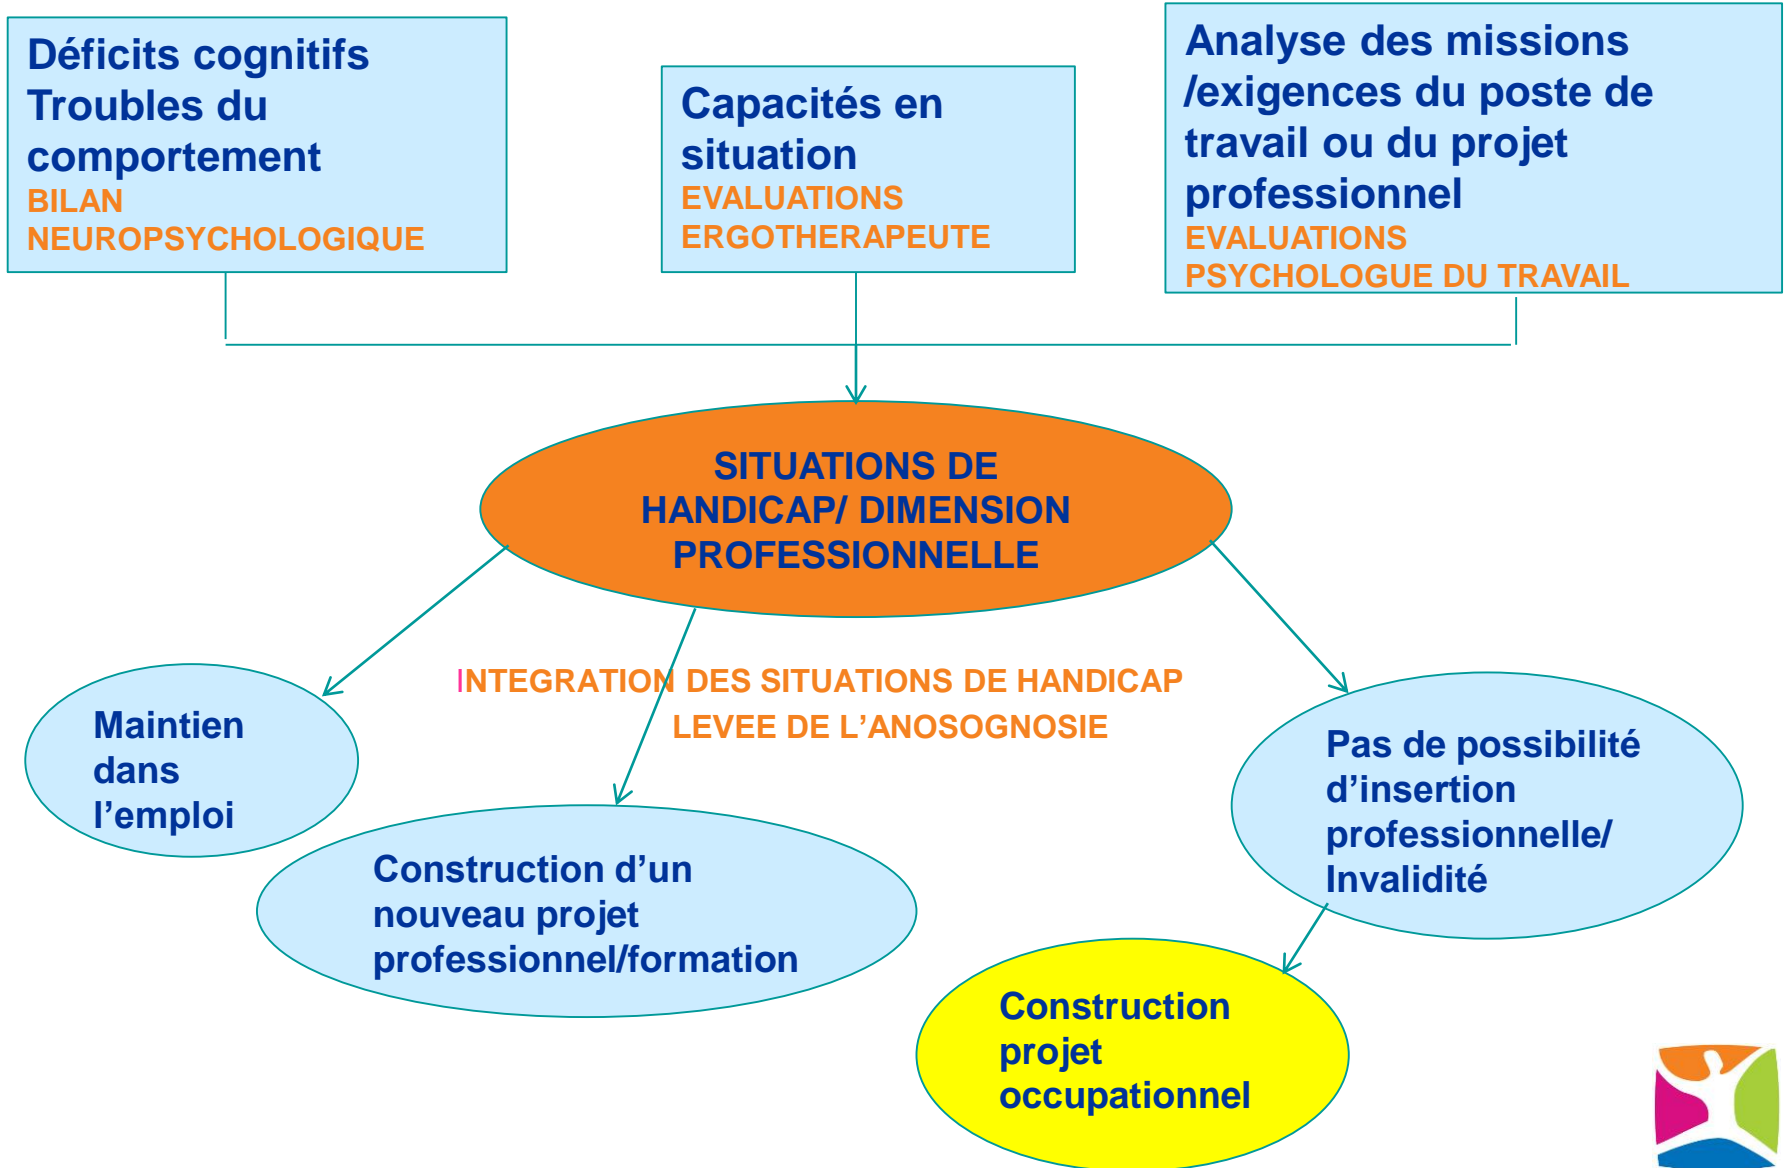 Déficits cognitifs
Troubles du
comportement
BILAN
NEUROPSYCHOLOGIQUE
Capacités en
situation
EVALUATIONS
ERGOTHERAPEUTE
Analyse des missions
/exigences du poste de
travail ou du projet
professionnel
EVALUATIONS
PSYCHOLOGUE DU TRAVAIL
SITUATIONS DE
HANDICAP/ DIMENSION
PROFESSIONNELLE
INTEGRATION DES SITUATIONS DE HANDICAP
LEVEE DE L’ANOSOGNOSIE
Maintien
dans
l’emploi
Construction d’un
nouveau projet
professionnel/formation
Pas de possibilité
d’insertion
professionnelle/
Invalidité
Construction
projet
occupationnel